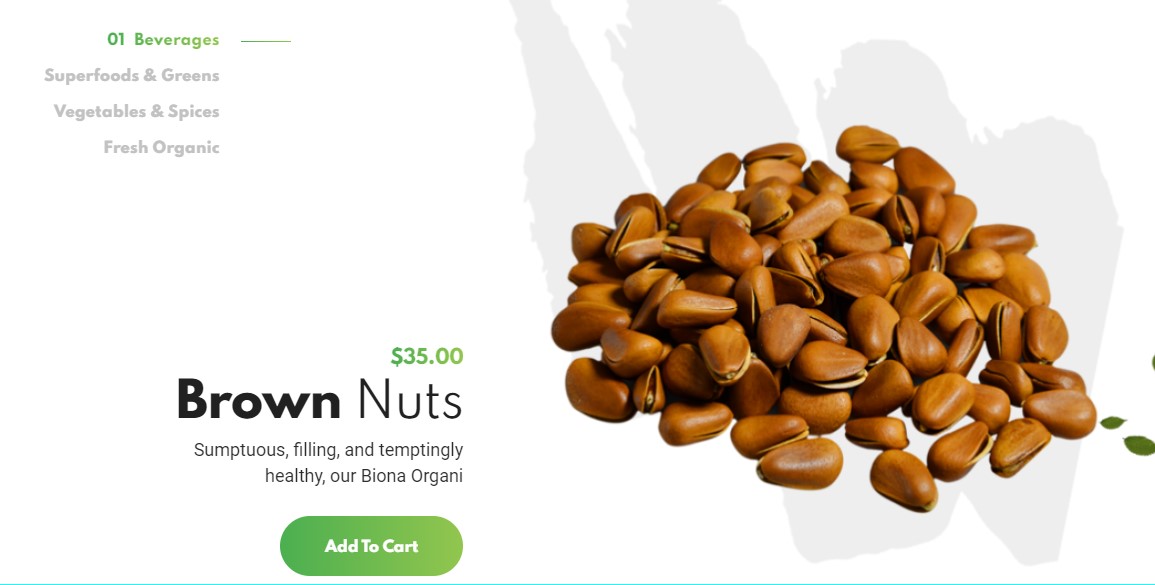 01 Beverages
Superfoods & Greens
Vegetables & Spices
Fresh Organic
$35.00
Brown Nuts
Sumptuous, filling, and temptingly
healthy, our Biona Organi
Add To Cart